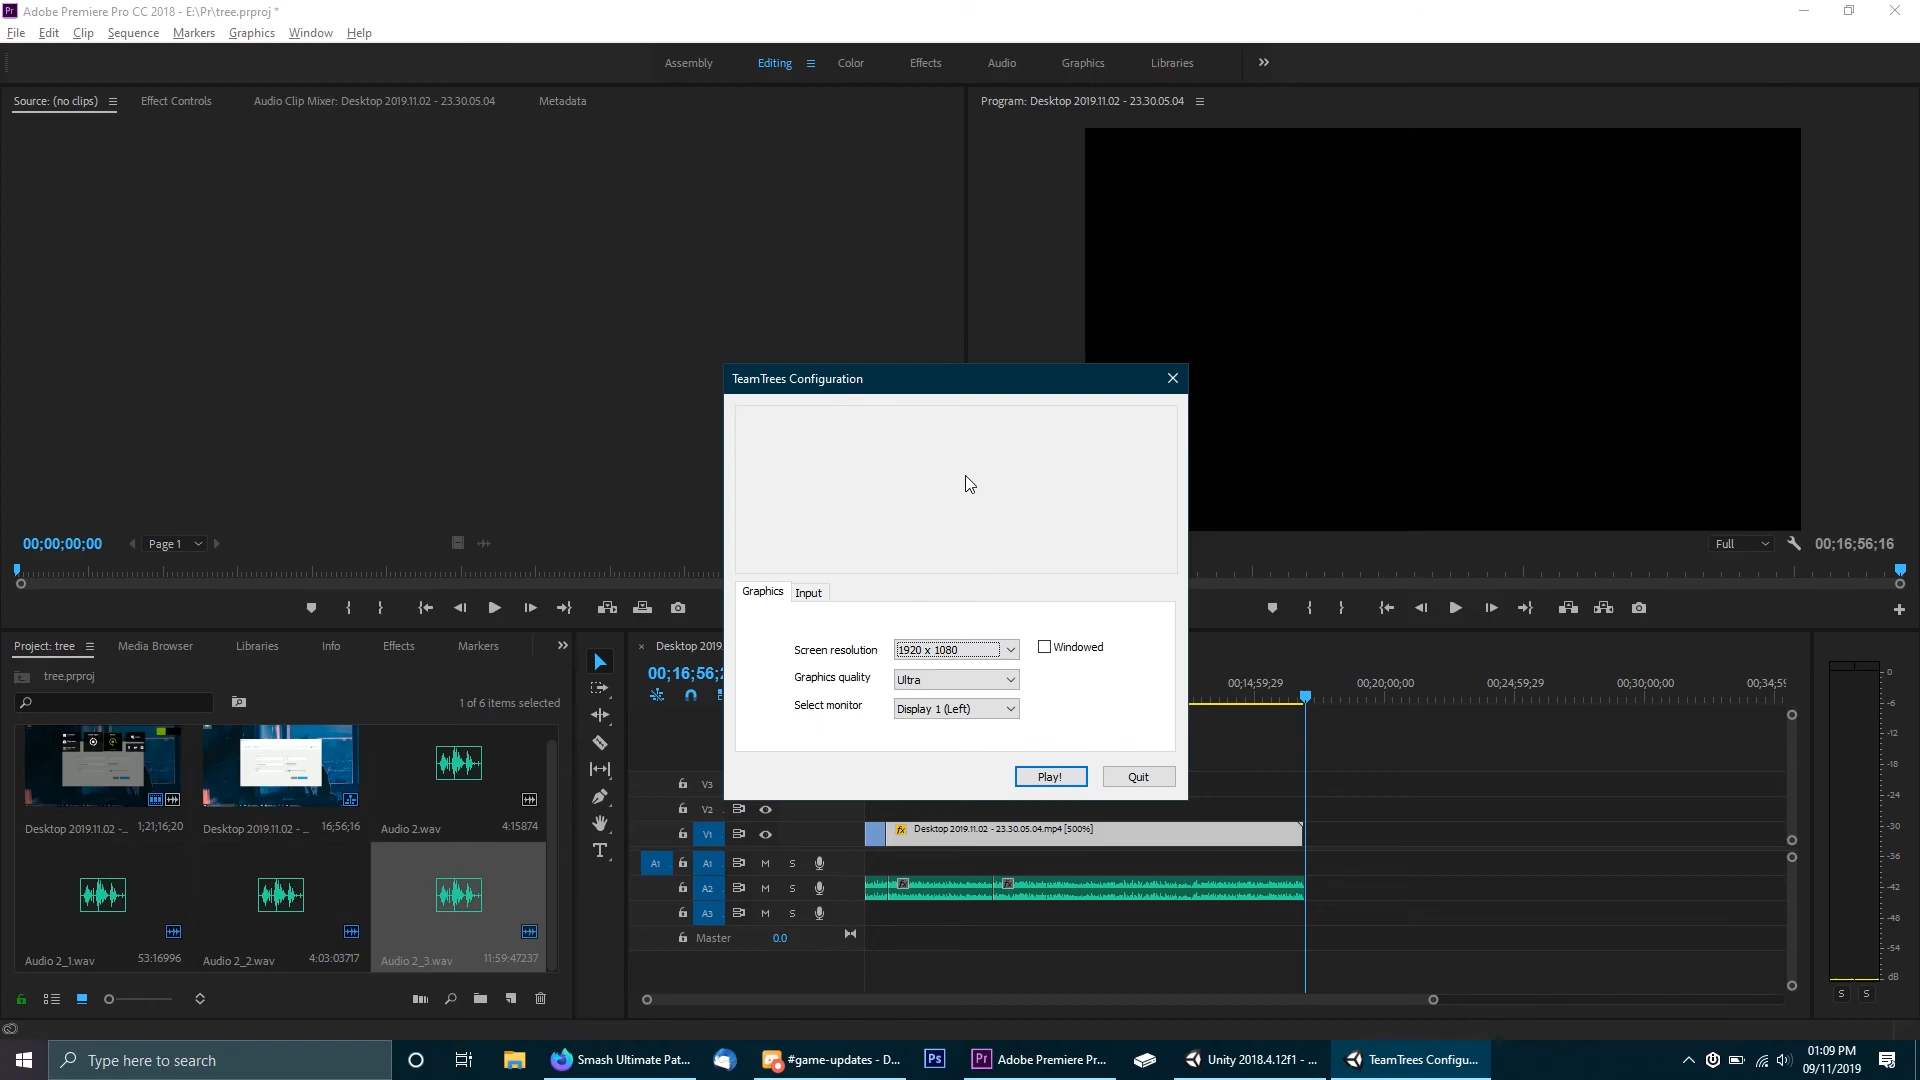 Pr Adobe Premiere Pro CC 2018 - E:\Pr\tree.prproj *
File Edit Clip Sequence Markers Graphics Window Help
Assembly Editing Color Effects Audio Graphics Libraries
Source: (no clips) Effect Controls Audio Clip Mixer: Desktop 2019.11.02 - 23.30.05.04 Metadata
Program: Desktop 2019.11.02 - 23.30.05.04
TeamTrees Configuration
00;00;00;00 Page 1
Full 00;16;56;16
Graphics Input
Screen resolution 1920 x 1080 Windowed
Graphics quality Ultra
Select monitor Display 1 (Left)
Play! Quit
Project: tree Media Browser Libraries Info Effects Markers
tree.prproj
1 of 6 items selected
Desktop 2019.11.02 -... 1;21;16;20
Desktop 2019.11.02 - ... 16;56;16
Audio 2.wav 4:15874
Audio 2_1.wav 53:16996
Audio 2_2.wav 4:03:03717
Audio 2_3.wav 11:59:47237
× Desktop 2019.
00;16;56;
00;14;59;29 00;20;00;00 00;24;59;29 00;30;00;00 00;34;59
V3
V2
V1 fx Desktop 2019.11.02 - 23.30.05.04.mp4 [500%]
A1 A1 M S
A2 M S
A3 M S
Master 0.0
0
-6
-12
-18
-24
-30
-36
-42
-48
-54
dB
S S
Type here to search
Smash Ultimate Pat...
#game-updates - D...
Ps
Pr Adobe Premiere Pr...
Unity 2018.4.12f1 - ...
TeamTrees Configu...
01:09 PM
09/11/2019